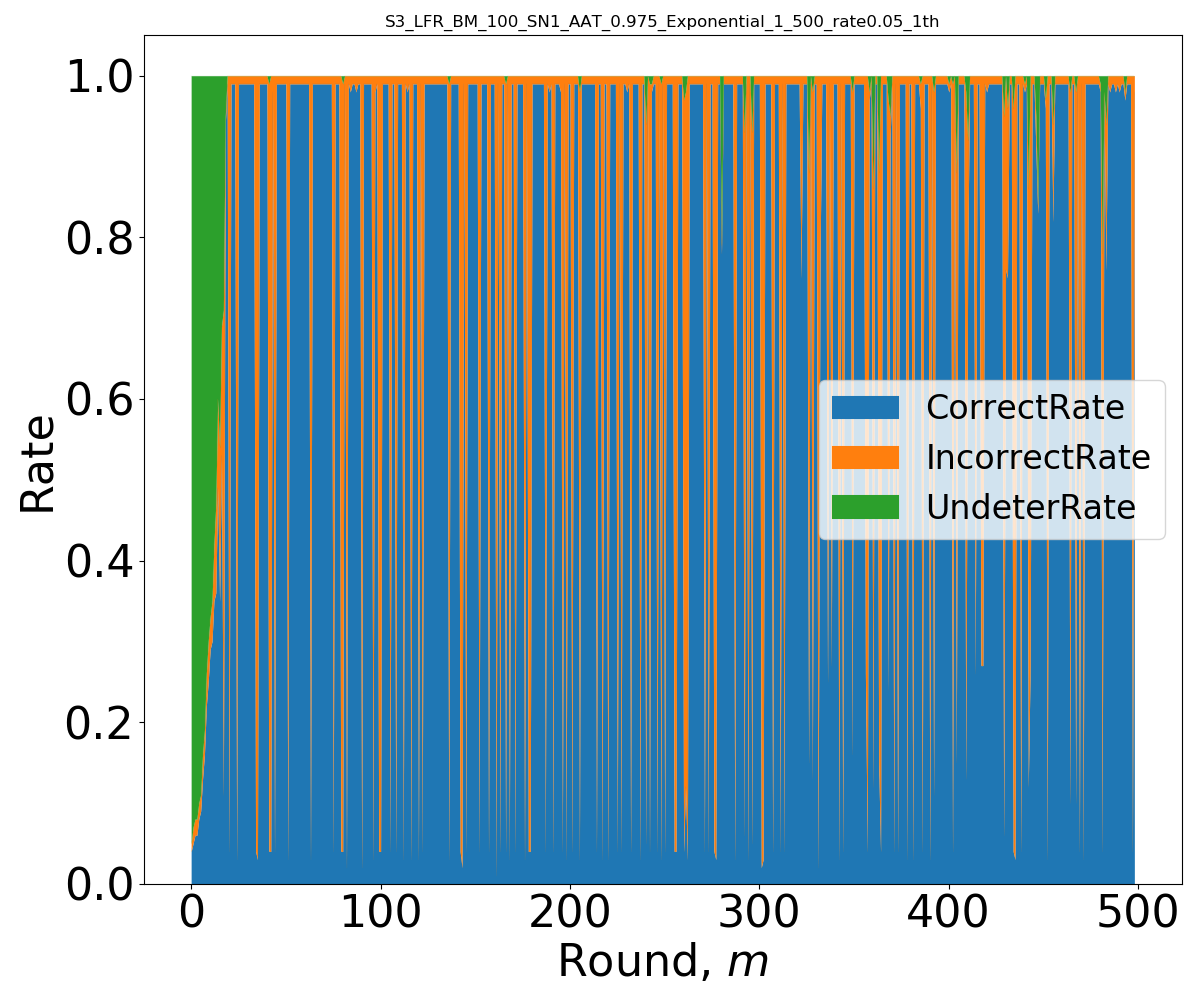 S3_LFR_BM_100_SN1_AAT_0.975_Exponential_1_500_rate0.05_1th
1.0
0.8
0.6
0.4
0.2
0.0
Rate
CorrectRate
IncorrectRate
UndeterRate
0 100 200 300 400 500
Round, m